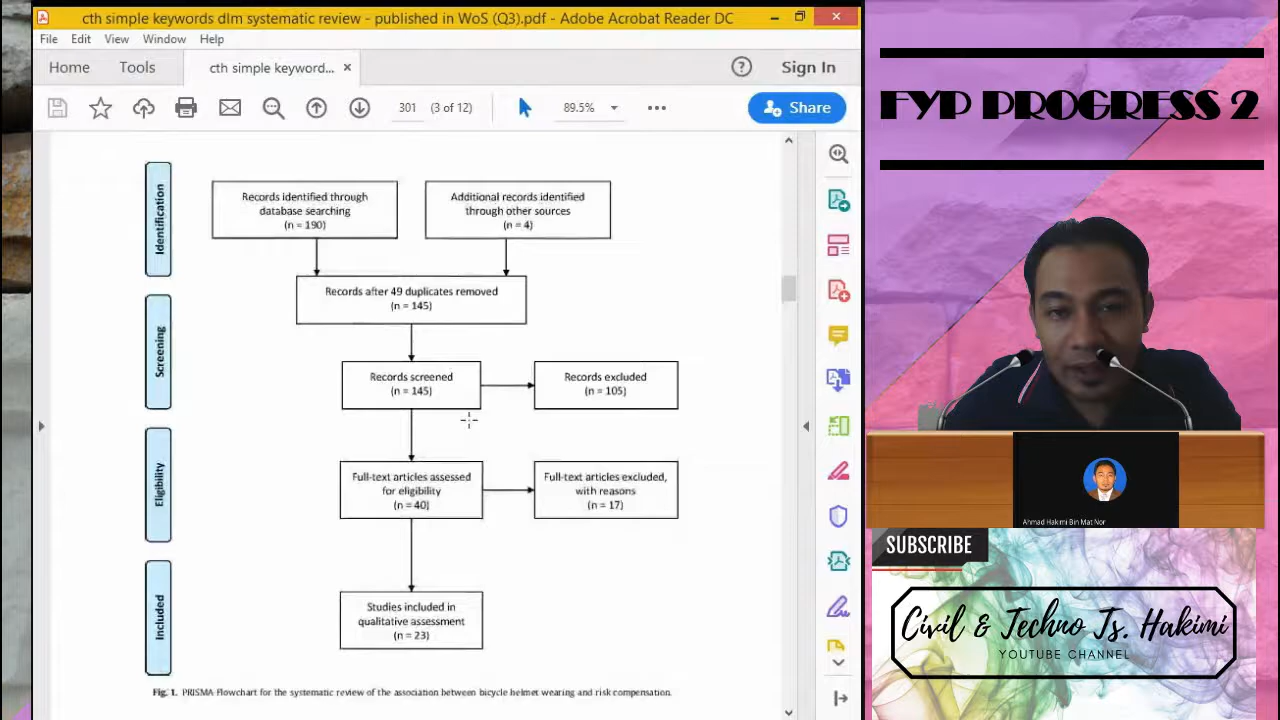 cth simple keywords dlm systematic review - published in WoS (Q3).pdf - Adobe Acrobat Reader DC
File Edit View Window Help
Home Tools cth simple keyword... × Sign In
301 (3 of 12) 89.5% Share
Identification
Records identified through
database searching
(n = 190)
Additional records identified
through other sources
(n = 4)
Records after 49 duplicates removed
(n = 145)
Screening
Records screened
(n = 145)
Records excluded
(n = 105)
Eligibility
Full-text articles assessed
for eligibility
(n = 40)
Full-text articles excluded,
with reasons
(n = 17)
Included
Studies included in
qualitative assessment
(n = 23)
Fig. 1. PRISMA Flowchart for the systematic review of the association between bicycle helmet wearing and risk compensation.
FYP PROGRESS 2
Ahmad Hakimi Bin Mat Nor
SUBSCRIBE
Civil & Techno Ts. Hakimi
YOUTUBE CHANNEL